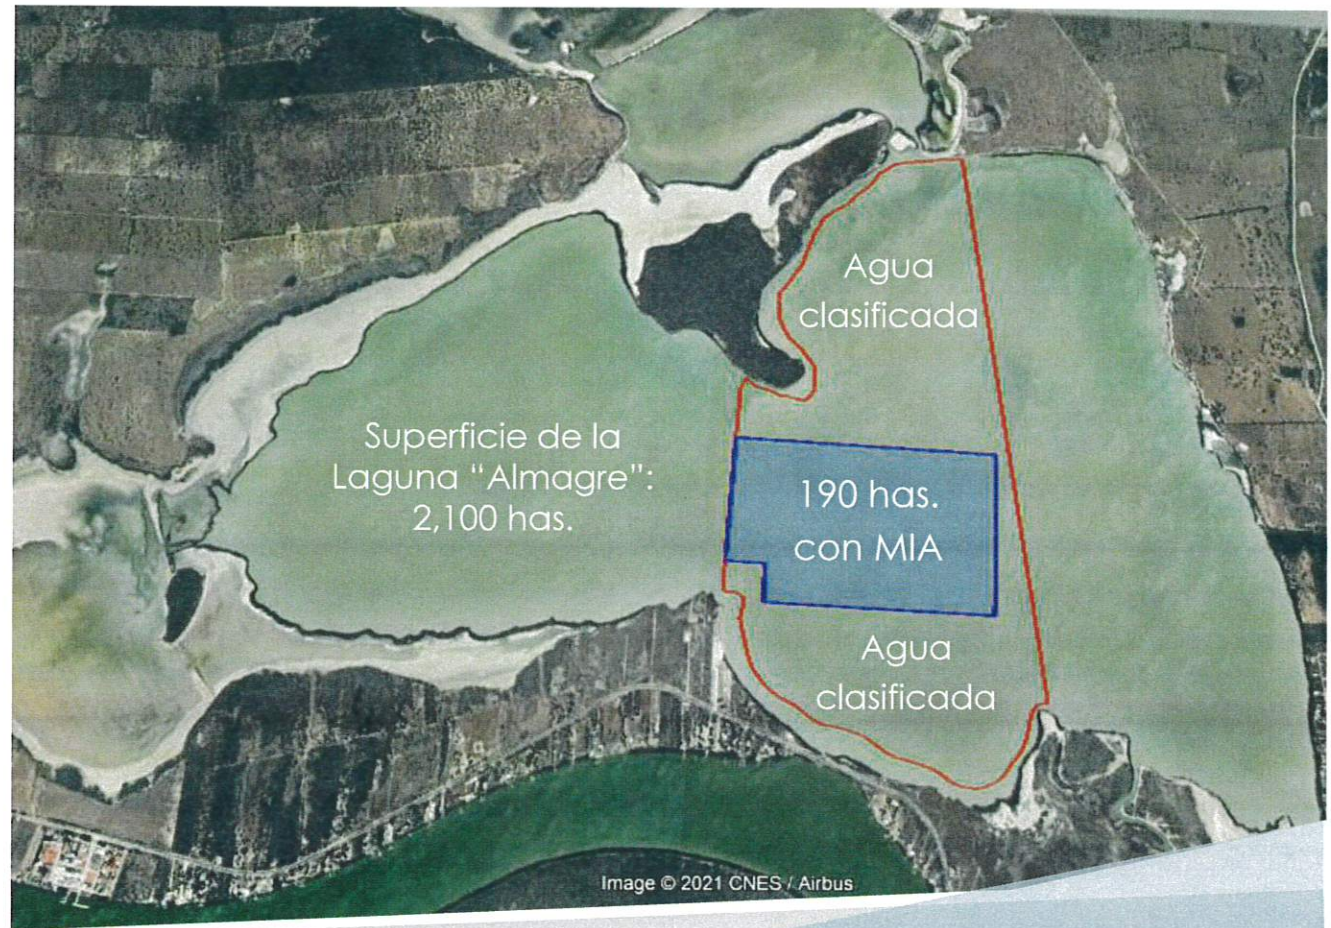 Agua
clasificada
Superficie de la
Laguna “Almagre”:
2,100 has.
190 has.
con MIA
Agua
clasificada
Image © 2021 CNES / Airbus